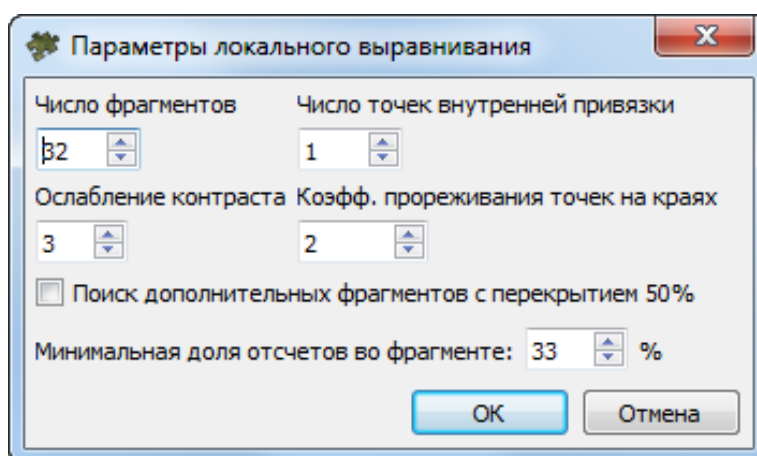 Параметры локального выравнивания
Число фрагментов Число точек внутренней привязки
32 1
Ослабление контраста Коэфф. прореживания точек на краях
3 2
Поиск дополнительных фрагментов с перекрытием 50%
Минимальная доля отсчетов во фрагменте: 33 %
ОК Отмена